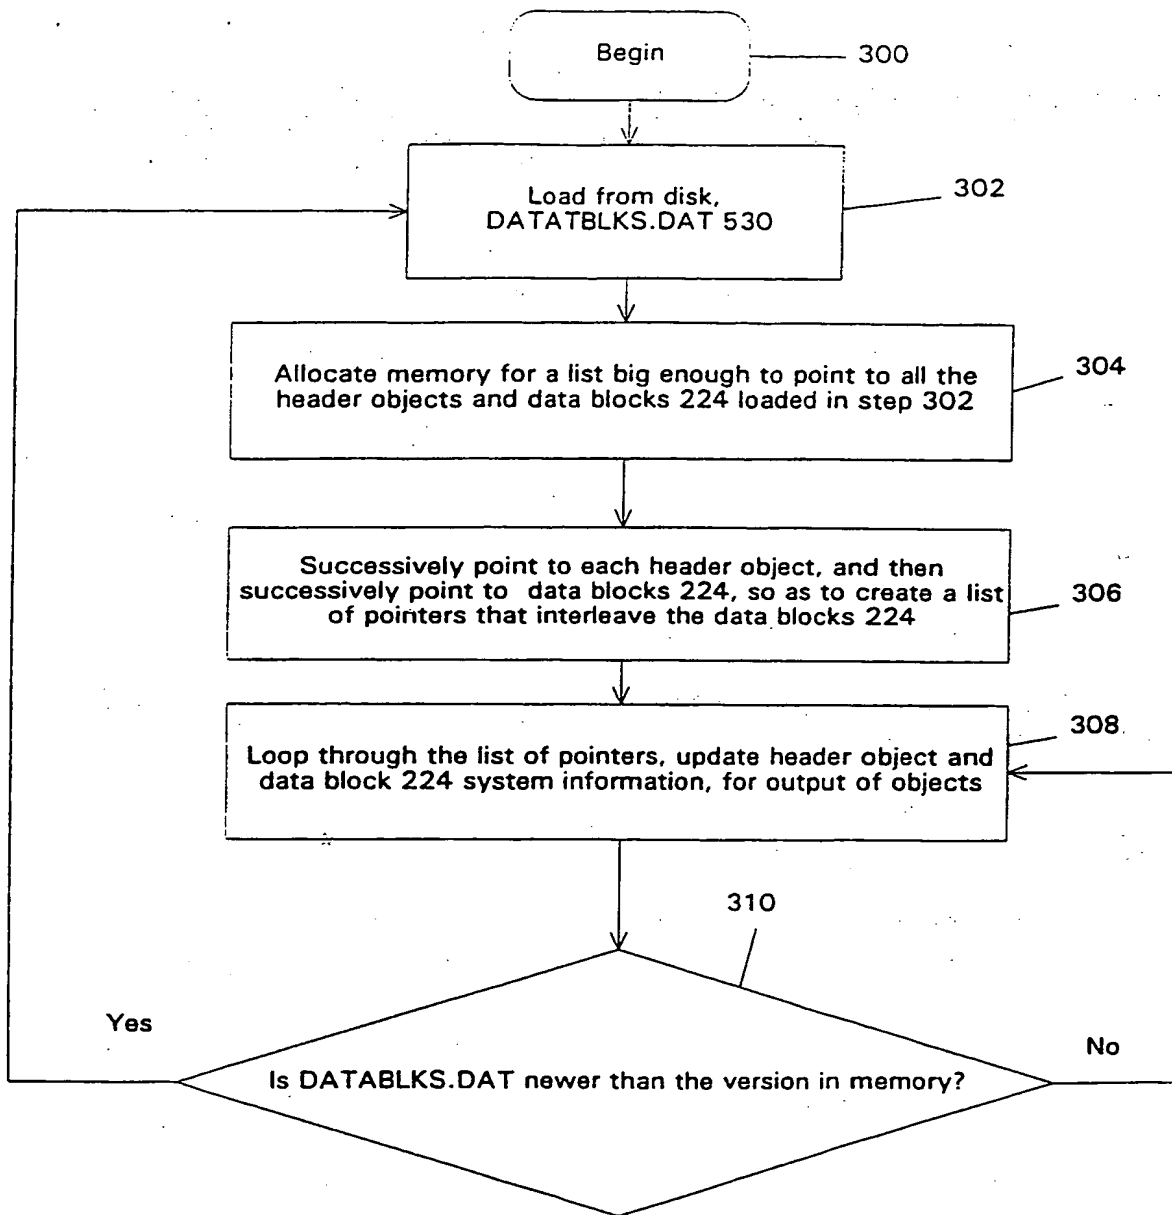 Begin
300
Load from disk,
DATATBLKS.DAT 530
302
Allocate memory for a list big enough to point to all the
header objects and data blocks 224 loaded in step 302
304
Successively point to each header object, and then
successively point to data blocks 224, so as to create a list
of pointers that interleave the data blocks 224
306
Loop through the list of pointers, update header object and
data block 224 system information, for output of objects
308
310
Yes
No
Is DATABLKS.DAT newer than the version in memory?